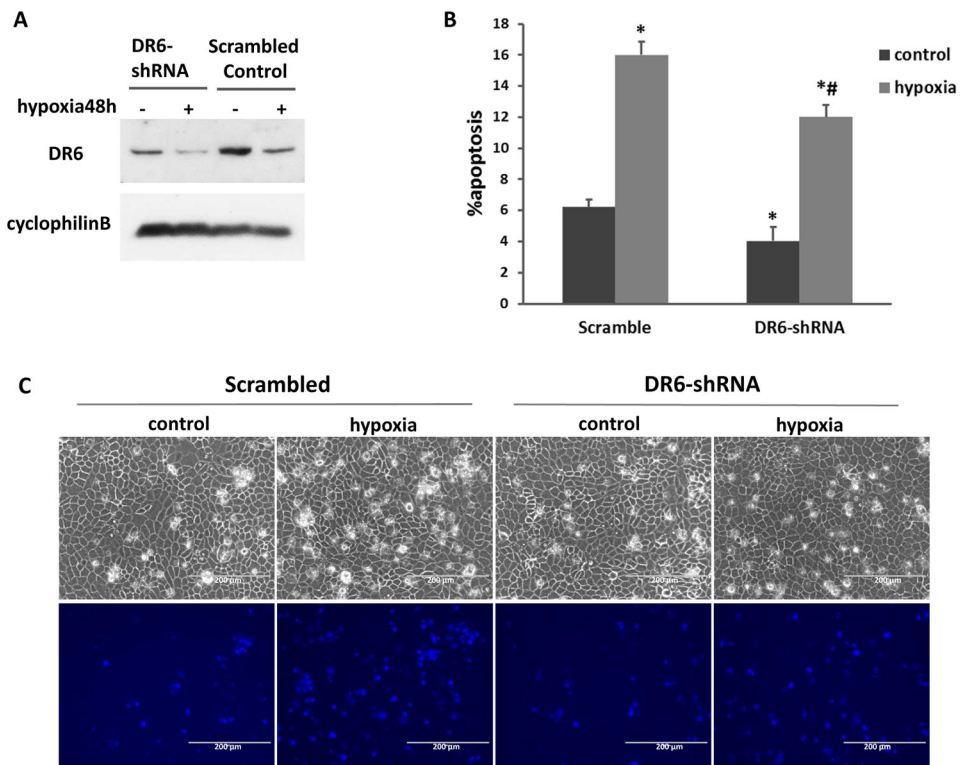 A
DR6-
shRNA
Scrambled
Control
hypoxia48h - + - +
DR6
cyclophilinB
B
%apoptosis
18
16
14
12
10
8
6
4
2
0
*
*
*#
control
hypoxia
Scramble DR6-shRNA
C
Scrambled DR6-shRNA
control hypoxia control hypoxia
200 µm 200 µm 200 µm 200 µm
200 µm 200 µm 200 µm 200 µm